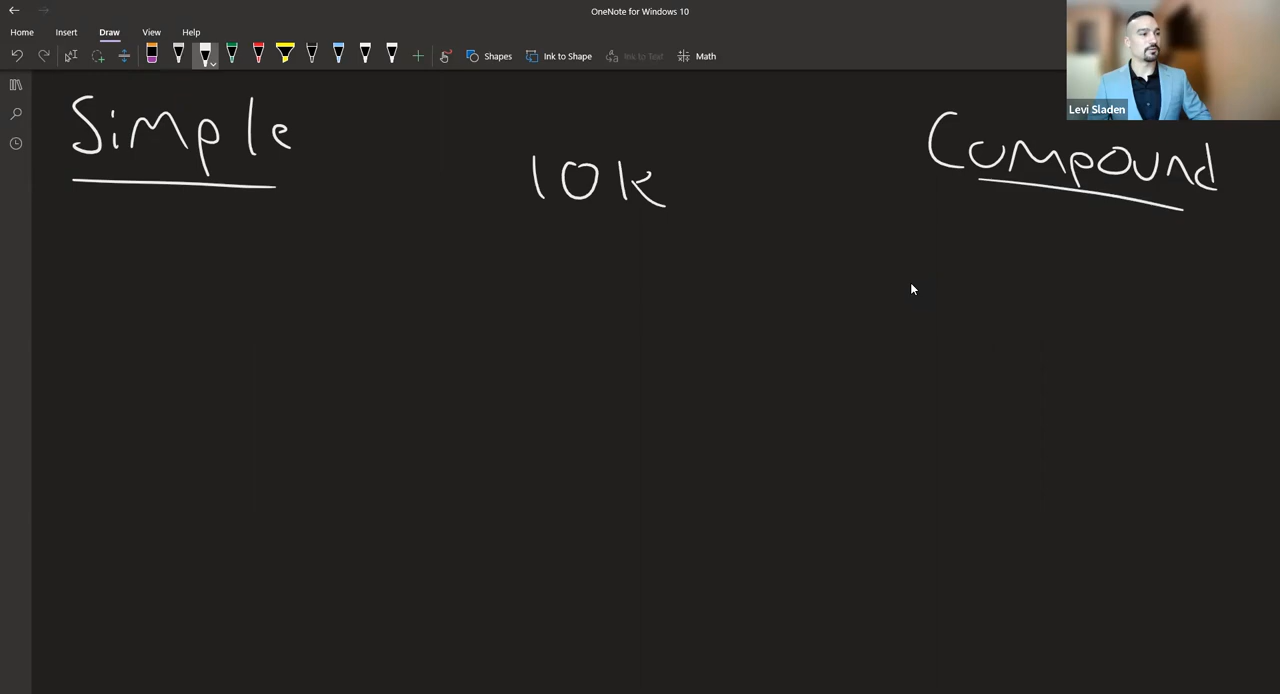 OneNote for Windows 10
Home Insert Draw View Help
Shapes Ink to Shape Ink to Text Math
Levi Sladen
Simple
10k
Compound